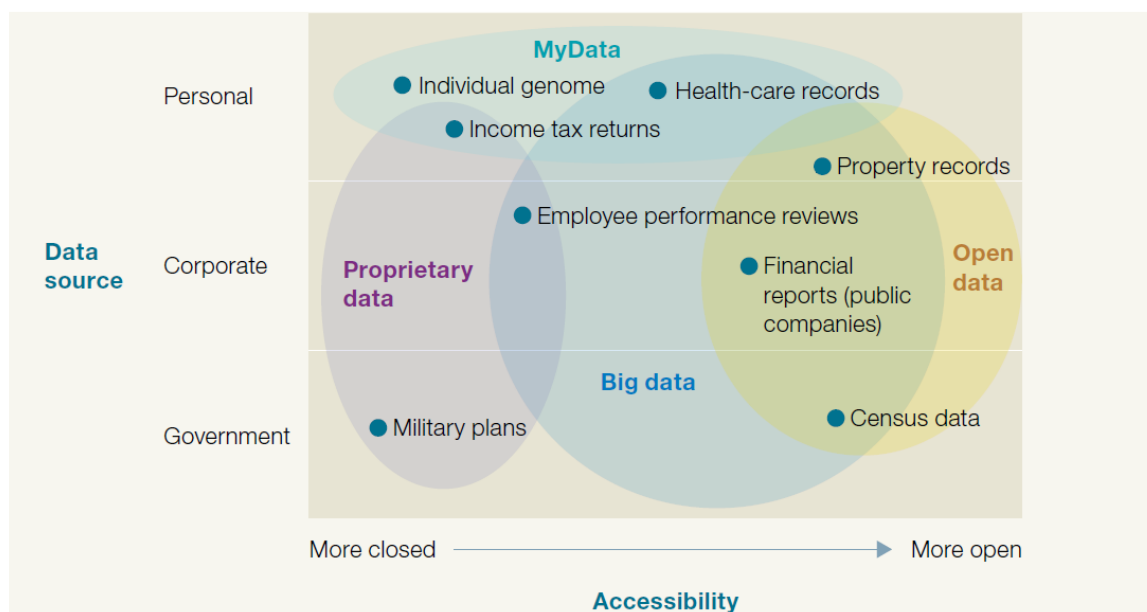 MyData
Personal
Individual genome
Health-care records
Income tax returns
Property records
Employee performance reviews
Data
source
Corporate
Proprietary
data
Financial
reports (public
companies)
Open
data
Big data
Government
Military plans
Census data
More closed
More open
Accessibility